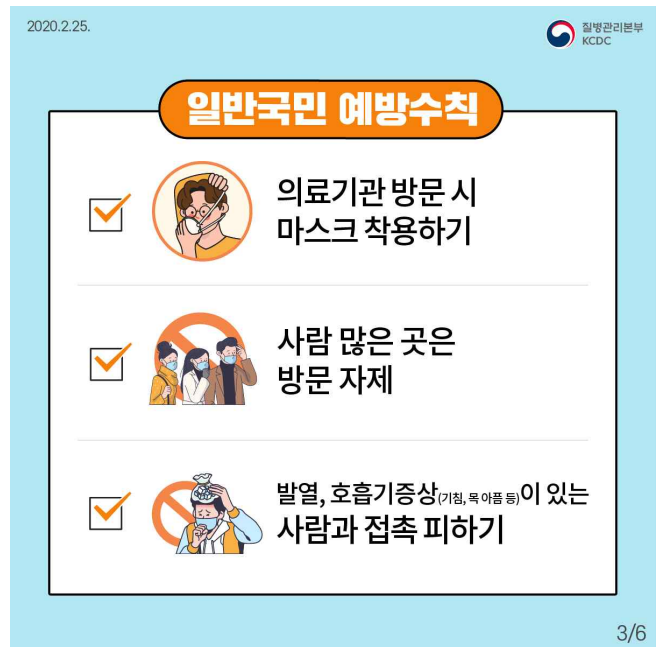 2020.2.25.
질병관리본부
KCDC
일반국민 예방수칙
의료기관 방문 시
마스크 착용하기
사람 많은 곳은
방문 자제
발열, 호흡기증상(기침, 목 아픔 등)이 있는
사람과 접촉 피하기
3/6